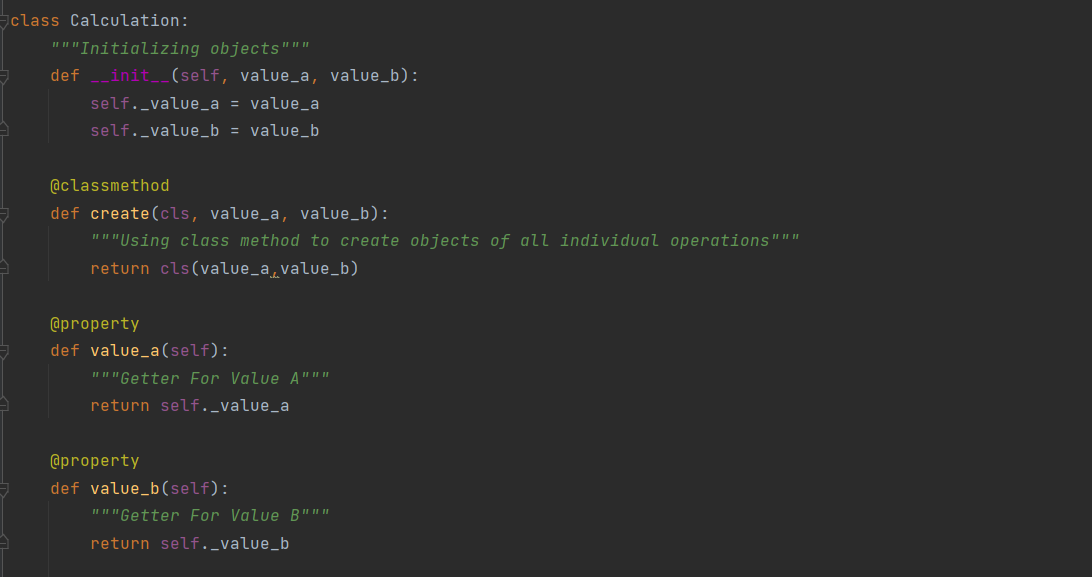 class Calculation:
    """Initializing objects"""
    def __init__(self, value_a, value_b):
        self._value_a = value_a
        self._value_b = value_b

    @classmethod
    def create(cls, value_a, value_b):
        """Using class method to create objects of all individual operations"""
        return cls(value_a,value_b)

    @property
    def value_a(self):
        """Getter For Value A"""
        return self._value_a

    @property
    def value_b(self):
        """Getter For Value B"""
        return self._value_b